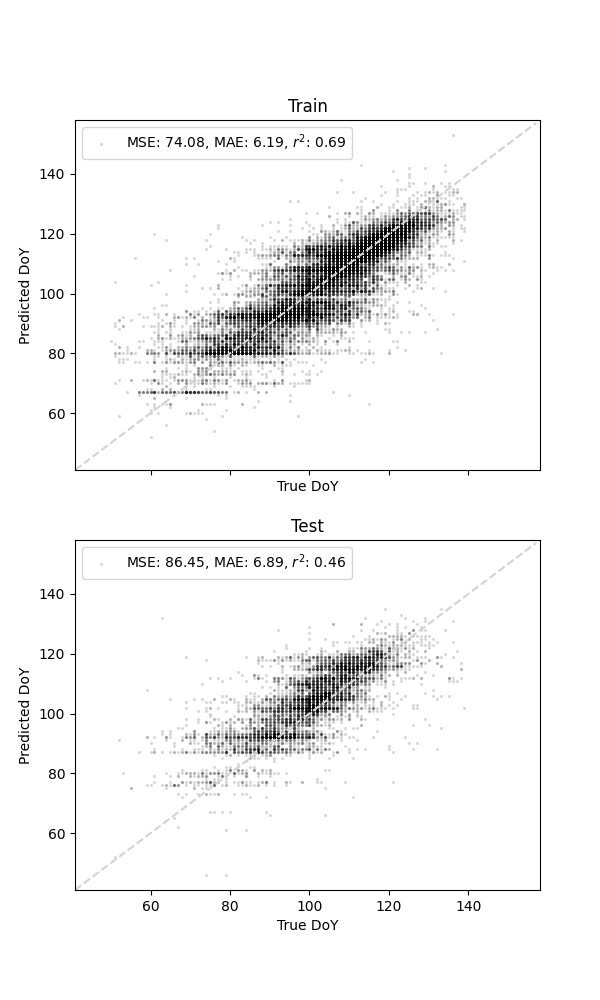 Train
MSE: 74.08, MAE: 6.19, r²: 0.69
140
120
100
80
60
Predicted DoY
True DoY
Test
MSE: 86.45, MAE: 6.89, r²: 0.46
140
120
100
80
60
Predicted DoY
60 80 100 120 140
True DoY